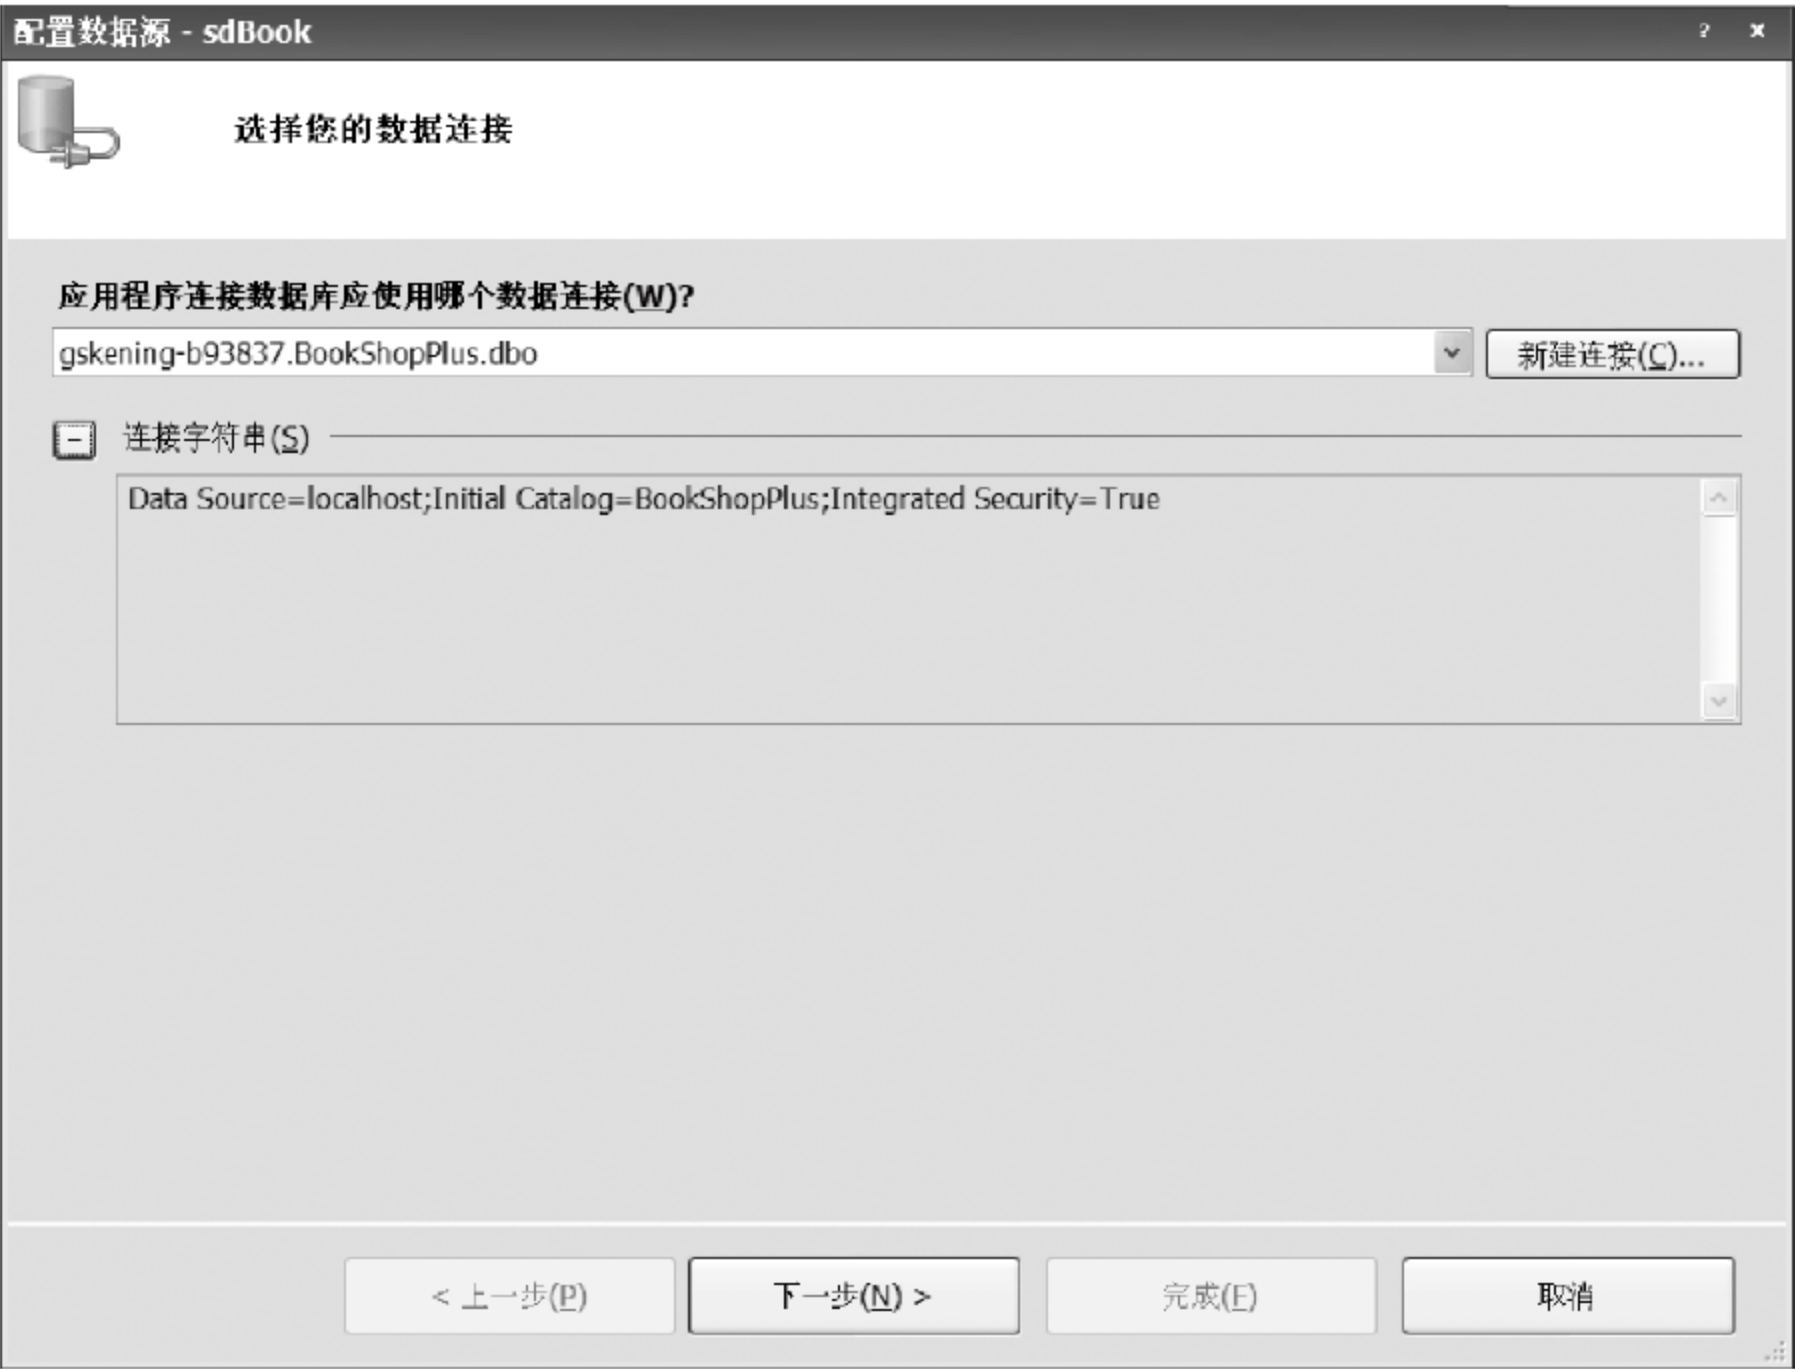 配置数据源 - sdBook
选择您的数据连接
应用程序连接数据库应使用哪个数据连接(W)?
gskening-b93837.BookShopPlus.dbo
新建连接(C)...
连接字符串(S)
Data Source=localhost;Initial Catalog=BookShopPlus;Integrated Security=True
< 上一步(P)
下一步(N) >
完成(F)
取消